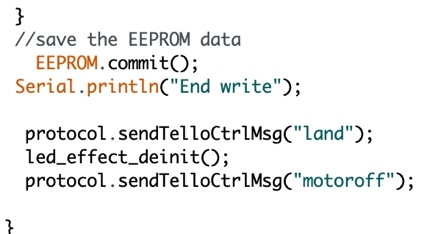 }
//save the EEPROM data
EEPROM.commit();
Serial.println("End write");
protocol.sendTelloCtrlMsg("land");
led_effect_deinit();
protocol.sendTelloCtrlMsg("motoroff");
}